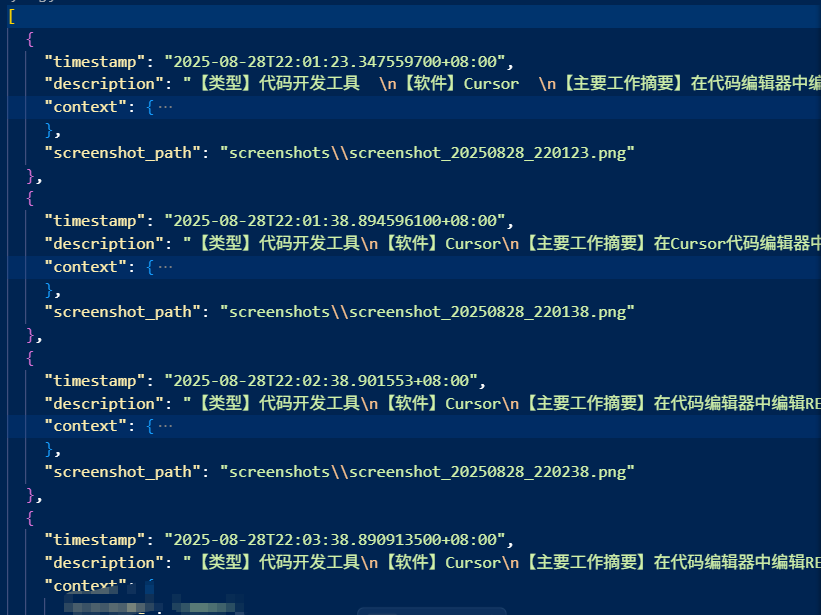 [
{
"timestamp": "2025-08-28T22:01:23.347559700+08:00",
"description": "【类型】代码开发工具  \n【软件】Cursor  \n【主要工作摘要】在代码编辑器中编
"context": {⋯
},
"screenshot_path": "screenshots\\screenshot_20250828_220123.png"
},
{
"timestamp": "2025-08-28T22:01:38.894596100+08:00",
"description": "【类型】代码开发工具\n【软件】Cursor\n【主要工作摘要】在Cursor代码编辑器中
"context": {⋯
},
"screenshot_path": "screenshots\\screenshot_20250828_220138.png"
},
{
"timestamp": "2025-08-28T22:02:38.901553+08:00",
"description": "【类型】代码开发工具\n【软件】Cursor\n【主要工作摘要】在代码编辑器中编辑RE
"context": {⋯
},
"screenshot_path": "screenshots\\screenshot_20250828_220238.png"
},
{
"timestamp": "2025-08-28T22:03:38.890913500+08:00",
"description": "【类型】代码开发工具\n【软件】Cursor\n【主要工作摘要】在代码编辑器中编辑RE
"context": {